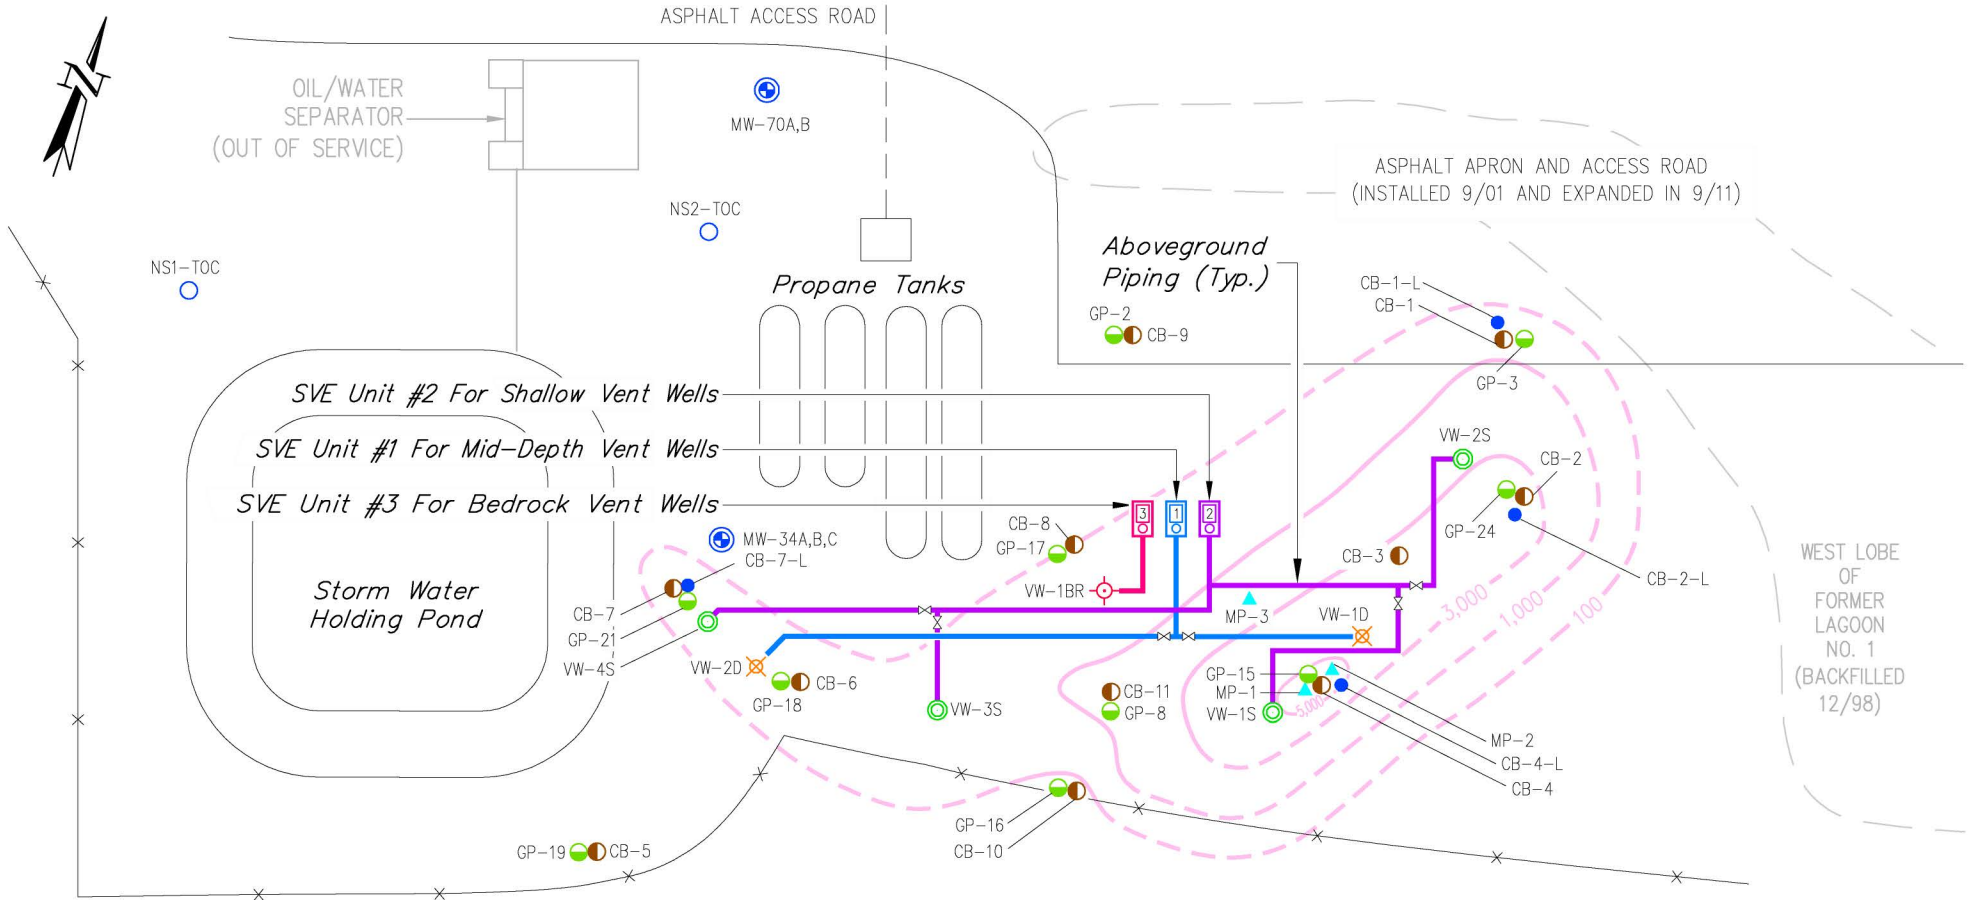 ASPHALT ACCESS ROAD
N
OIL/WATER
SEPARATOR
(OUT OF SERVICE)
MW-70A,B
ASPHALT APRON AND ACCESS ROAD
(INSTALLED 9/01 AND EXPANDED IN 9/11)
NS2-TOC
NS1-TOC
Aboveground
Piping (Typ.)
Propane Tanks
CB-1-L
CB-1
GP-2
CB-9
GP-3
SVE Unit #2 For Shallow Vent Wells
SVE Unit #1 For Mid-Depth Vent Wells
SVE Unit #3 For Bedrock Vent Wells
VW-2S
CB-2
GP-24
CB-2-L
3
1
2
CB-8
GP-17
MW-34A,B,C
CB-7-L
CB-3
WEST LOBE
OF
FORMER
LAGOON
NO. 1
(BACKFILLED
12/98)
Storm Water
Holding Pond
CB-7
GP-21
VW-4S
VW-1BR
MP-3
VW-1D
3,000
1,000
100
VW-2D
CB-6
GP-18
VW-3S
CB-11
GP-8
GP-15
MP-1
VW-1S
5,000
MP-2
CB-4-L
CB-4
GP-16
CB-10
GP-19
CB-5